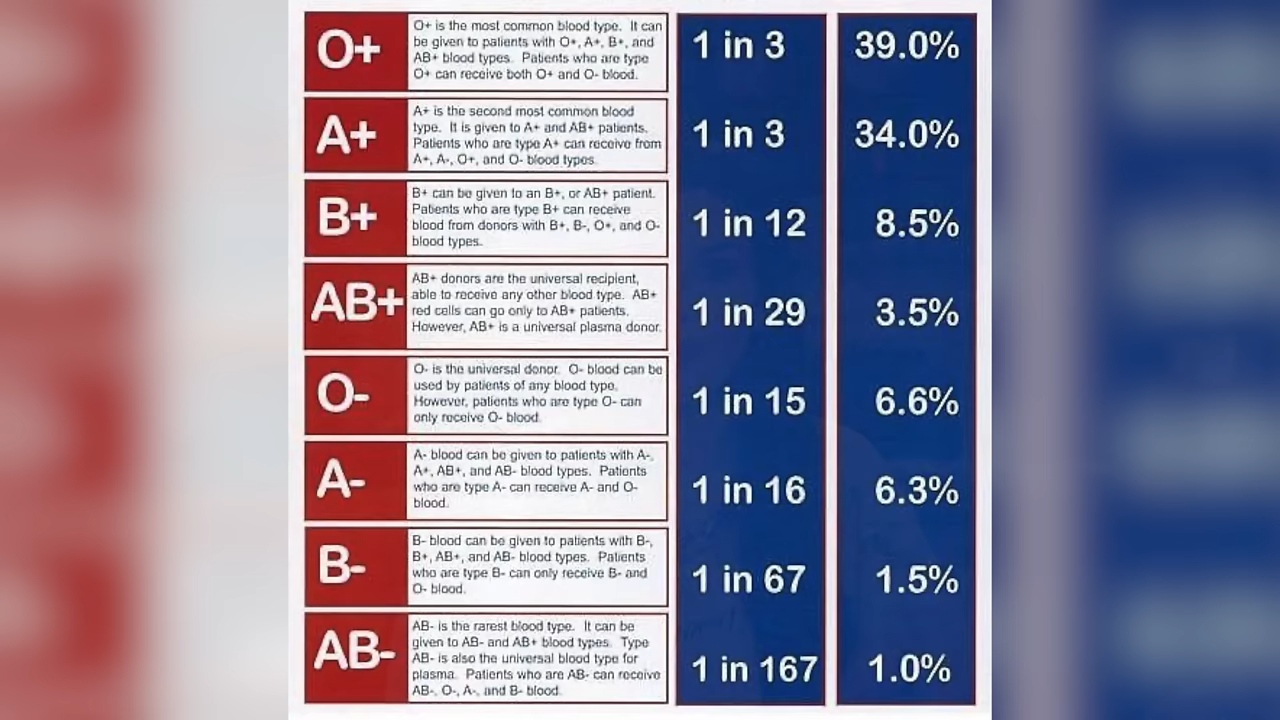 O+
O+ is the most common blood type. It can
be given to patients with O+, A+, B+, and
AB+ blood types. Patients who are type
O+ can receive both O+ and O- blood.
1 in 3
39.0%
A+
A+ is the second most common blood
type. It is given to A+ and AB+ patients.
Patients who are type A+ can receive from
A+, A-, O+, and O- blood types.
1 in 3
34.0%
B+
B+ can be given to an B+, or AB+ patient.
Patients who are type B+ can receive
blood from donors with B+, B-, O+, and O-
blood types.
1 in 12
8.5%
AB+
AB+ donors are the universal recipient,
able to receive any other blood type. AB+
red cells can go only to AB+ patients.
However, AB+ is a universal plasma donor.
1 in 29
3.5%
O-
O- is the universal donor. O- blood can be
used by patients of any blood type.
However, patients who are type O- can
only receive O- blood.
1 in 15
6.6%
A-
A- blood can be given to patients with A-,
A+, AB+, and AB- blood types. Patients
who are type A- can receive A- and O-
blood.
1 in 16
6.3%
B-
B- blood can be given to patients with B-,
B+, AB+, and AB- blood types. Patients
who are type B- can only receive B- and
O- blood.
1 in 67
1.5%
AB-
AB- is the rarest blood type. It can be
given to AB- and AB+ blood types. Type
AB- is also the universal blood type for
plasma. Patients who are AB- can receive
AB-, O-, A-, and B- blood.
1 in 167
1.0%